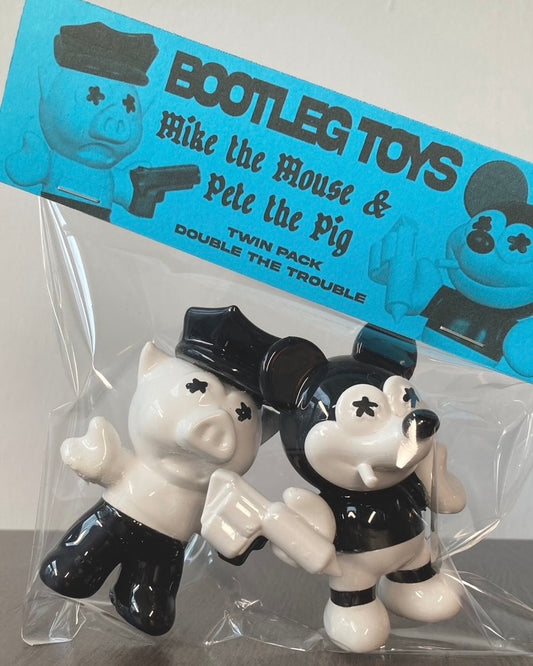 BOOTLEG TOYS
Mike the Mouse &
Pete the Pig
TWIN PACK
DOUBLE THE TROUBLE